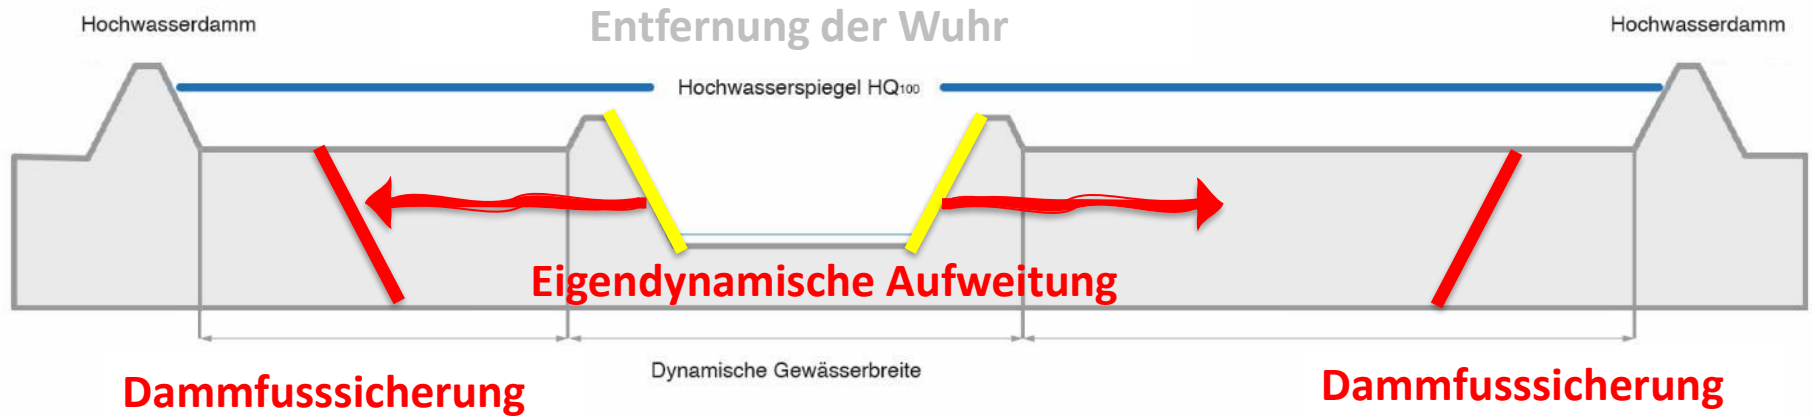 Entfernung der Wuhr
Hochwasserdamm
Hochwasserdamm
Hochwasserspiegel HQ100
Eigendynamische Aufweitung
Dynamische Gewässerbreite
Dammfusssicherung
Dammfusssicherung